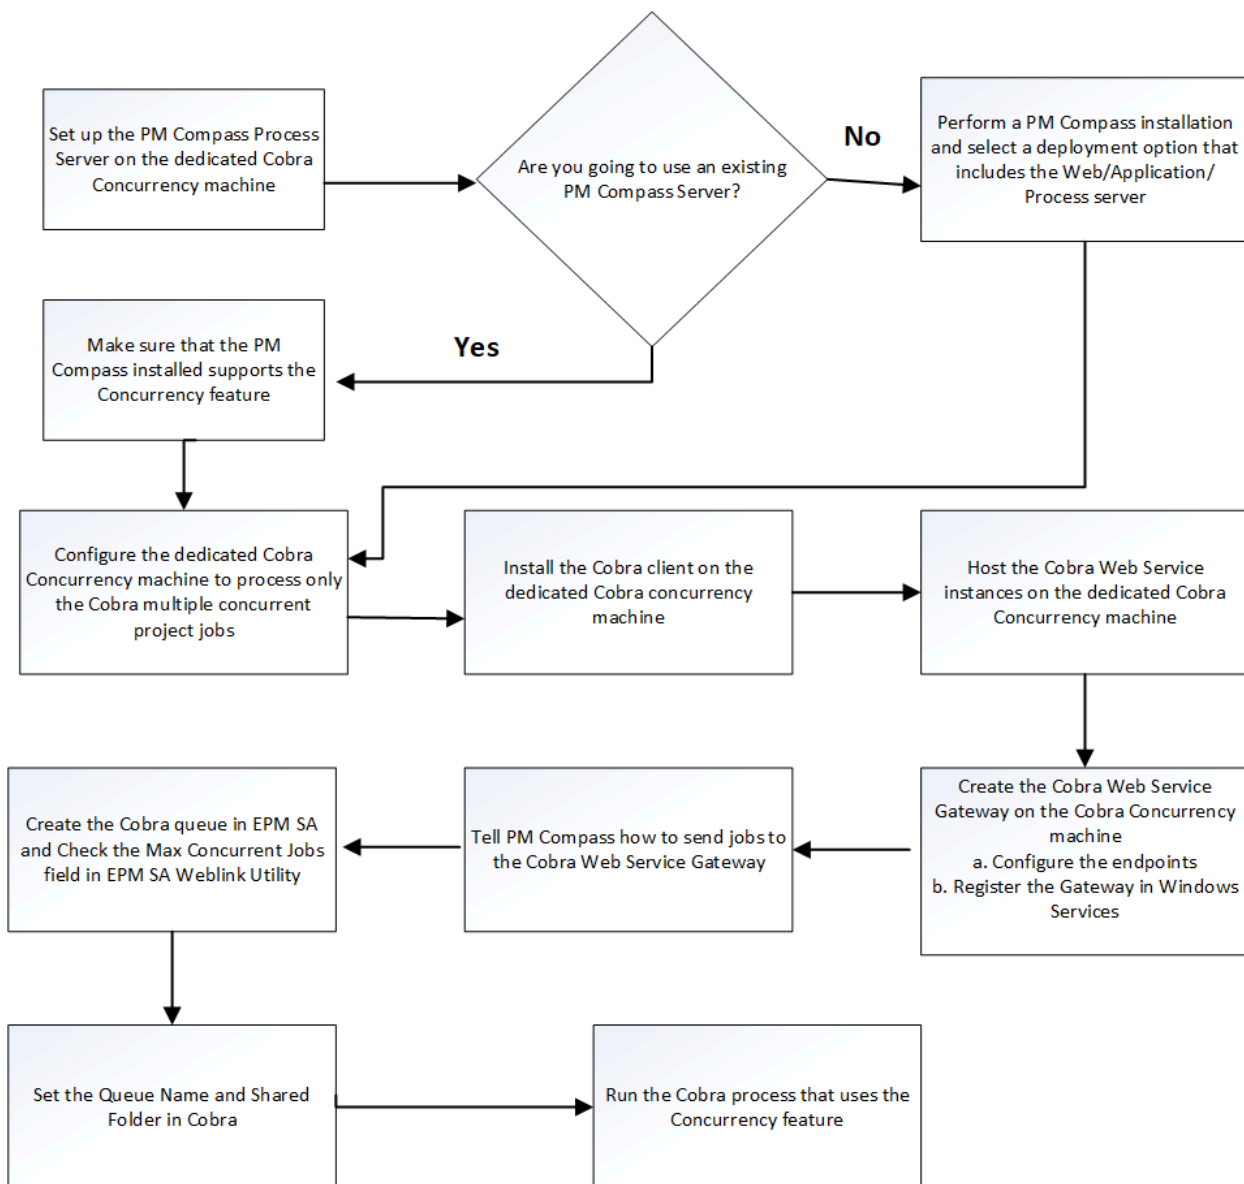 Set up the PM Compass Process
Server on the dedicated Cobra
Concurrency machine
Are you going to use an existing
PM Compass Server?
No
Perform a PM Compass installation
and select a deployment option that
includes the Web/Application/
Process server
Make sure that the PM
Compass installed supports the
Concurrency feature
Yes
Configure the dedicated Cobra
Concurrency machine to process only
the Cobra multiple concurrent
project jobs
Install the Cobra client on the
dedicated Cobra concurrency
machine
Host the Cobra Web Service
instances on the dedicated Cobra
Concurrency machine
Create the Cobra Web Service
Gateway on the Cobra Concurrency
machine
a. Configure the endpoints
b. Register the Gateway in Windows
Services
Tell PM Compass how to send jobs to
the Cobra Web Service Gateway
Create the Cobra queue in EPM SA
and Check the Max Concurrent Jobs
field in EPM SA Weblink Utility
Set the Queue Name and Shared
Folder in Cobra
Run the Cobra process that uses the
Concurrency feature